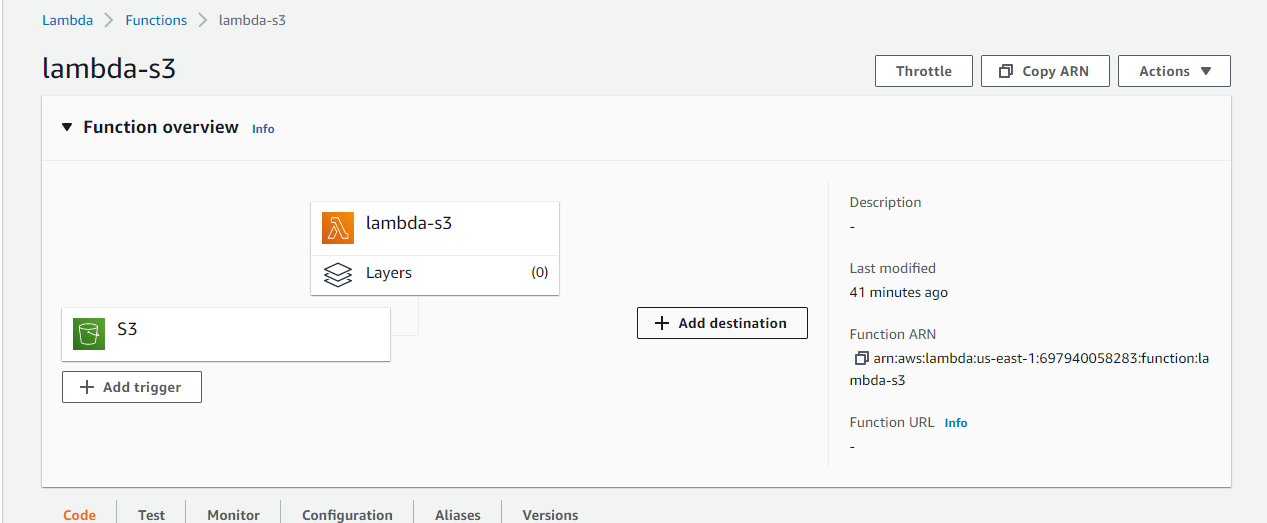 Lambda > Functions > lambda-s3
lambda-s3
Throttle
Copy ARN
Actions
Function overview Info
lambda-s3
Layers (0)
S3
+ Add trigger
+ Add destination
Description
-
Last modified
41 minutes ago
Function ARN
arn:aws:lambda:us-east-1:697940058283:function:la
mbda-s3
Function URL Info
-
Code
Test
Monitor
Configuration
Aliases
Versions